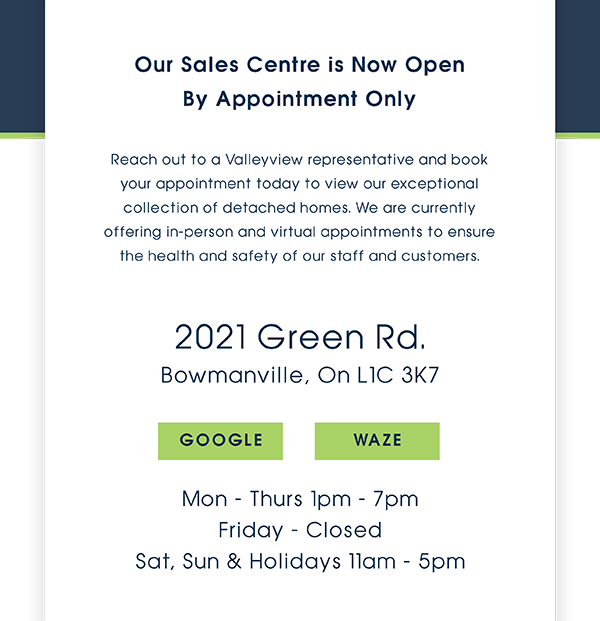 Our Sales Centre is Now Open
By Appointment Only
Reach out to a Valleyview representative and book
your appointment today to view our exceptional
collection of detached homes. We are currently
offering in-person and virtual appointments to ensure
the health and safety of our staff and customers.
2021 Green Rd.
Bowmanville, On L1C 3K7
GOOGLE WAZE
Mon - Thurs 1pm - 7pm
Friday - Closed
Sat, Sun & Holidays 11am - 5pm